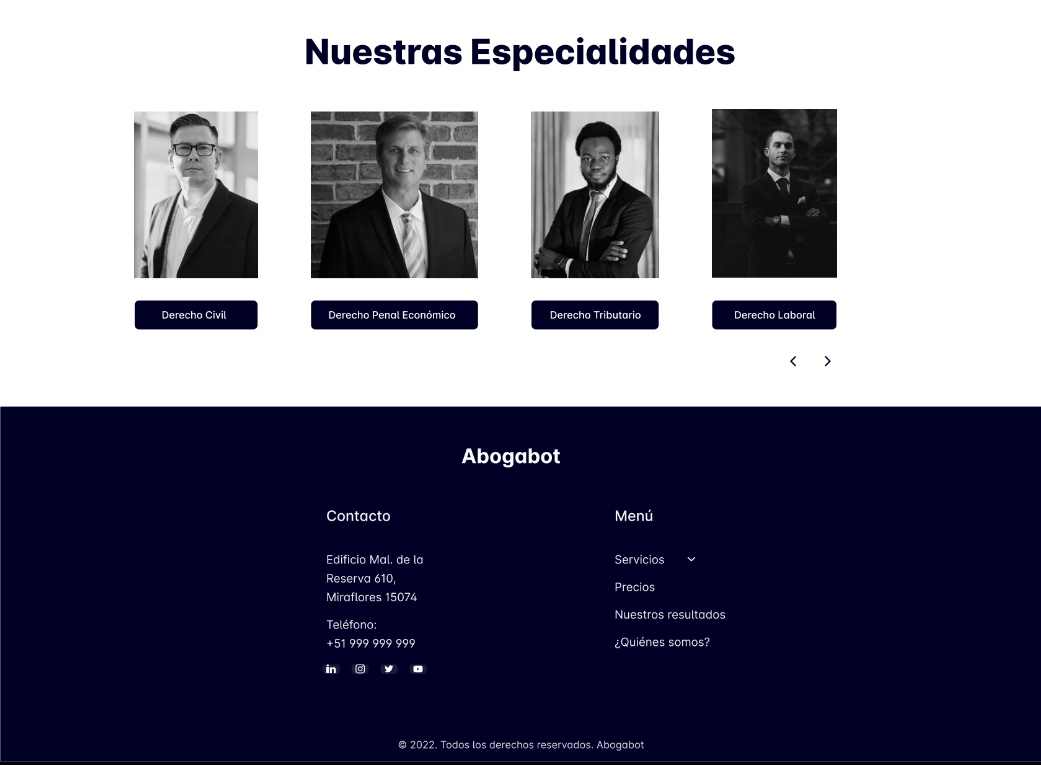 Nuestras Especialidades
Derecho Civil
Derecho Penal Económico
Derecho Tributario
Derecho Laboral
Abogabot
Contacto
Edificio Mal. de la
Reserva 610,
Miraflores 15074
Teléfono:
+51 999 999 999
in
Menú
Servicios
Precios
Nuestros resultados
¿Quiénes somos?
© 2022. Todos los derechos reservados. Abogabot